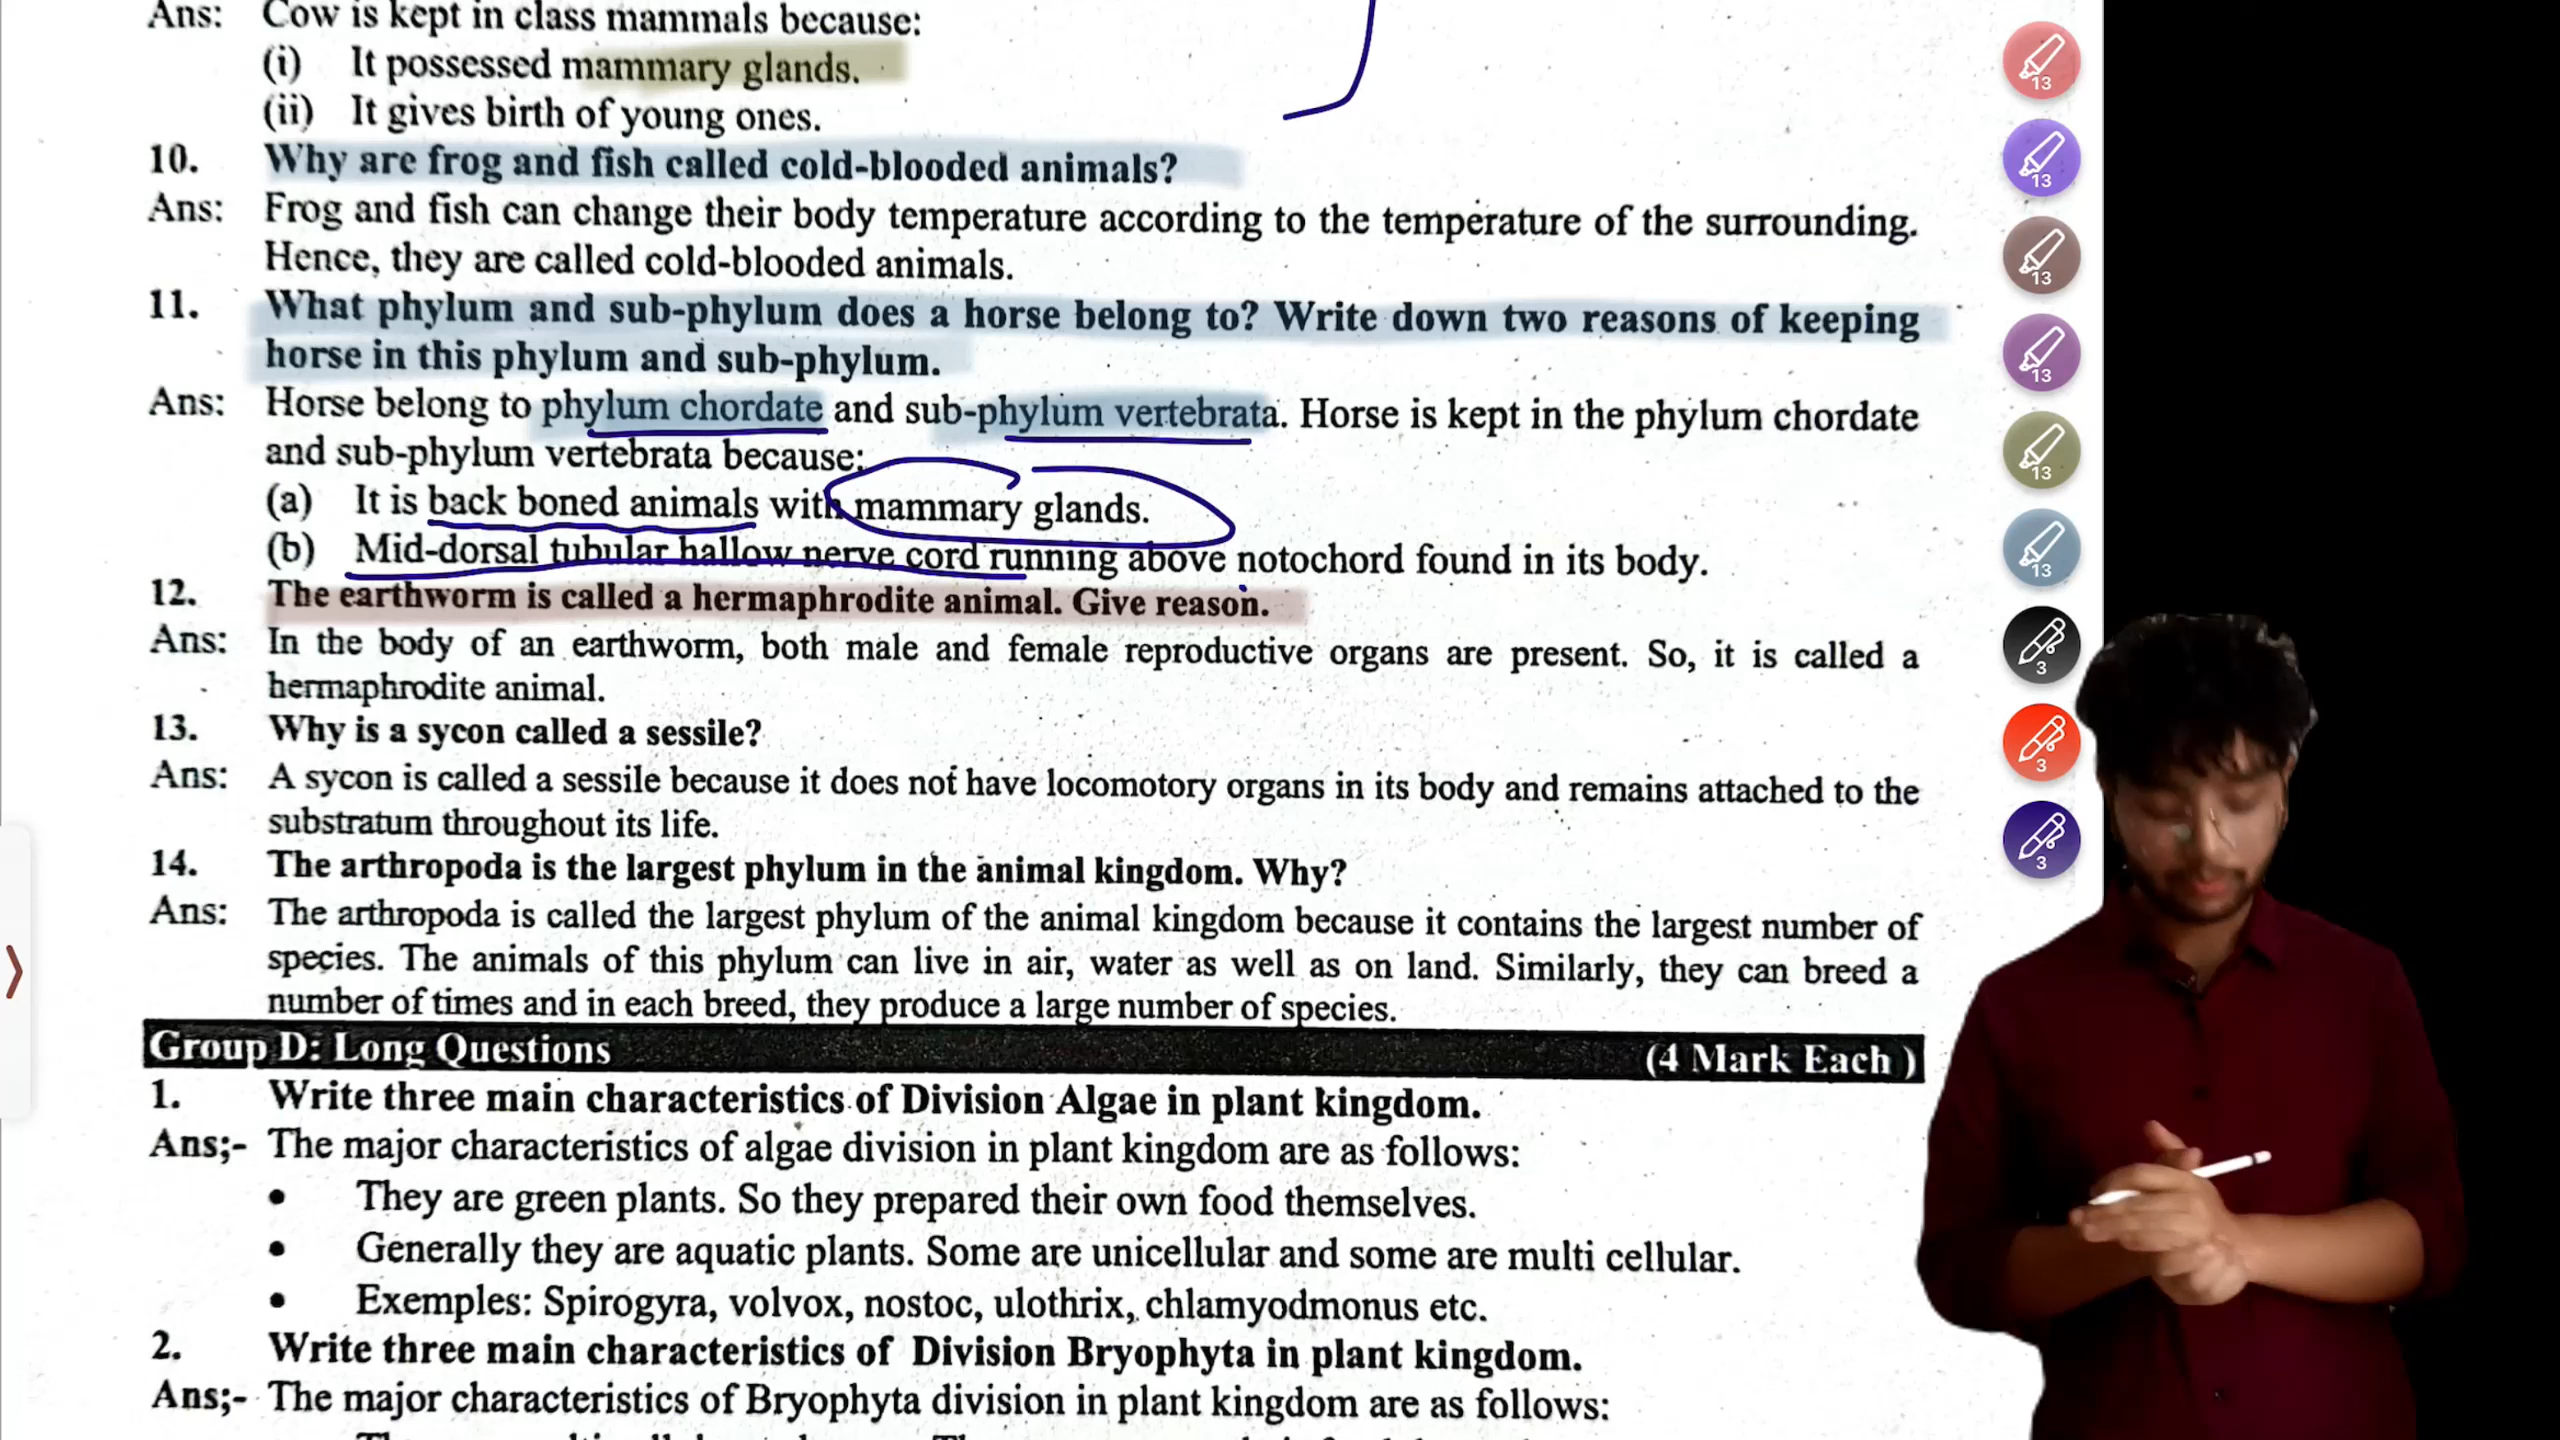 Ans: Cow is kept in class mammals because:
(i) It possessed mammary glands.
(ii) It gives birth of young ones.
10. Why are frog and fish called cold-blooded animals?
Ans: Frog and fish can change their body temperature according to the temperature of the surrounding.
Hence, they are called cold-blooded animals.
11. What phylum and sub-phylum does a horse belong to? Write down two reasons of keeping
horse in this phylum and sub-phylum.
Ans: Horse belong to phylum chordate and sub-phylum vertebrata. Horse is kept in the phylum chordate
and sub-phylum vertebrata because:
(a) It is back boned animals with mammary glands.
(b) Mid-dorsal tubular hallow nerve cord running above notochord found in its body.
12. The earthworm is called a hermaphrodite animal. Give reason.
Ans: In the body of an earthworm, both male and female reproductive organs are present. So, it is called a
hermaphrodite animal.
13. Why is a sycon called a sessile?
Ans: A sycon is called a sessile because it does not have locomotory organs in its body and remains attached to the
substratum throughout its life.
14. The arthropoda is the largest phylum in the animal kingdom. Why?
Ans: The arthropoda is called the largest phylum of the animal kingdom because it contains the largest number of
species. The animals of this phylum can live in air, water as well as on land. Similarly, they can breed a
number of times and in each breed, they produce a large number of species.
Group D: Long Questions (4 Mark Each )
1. Write three main characteristics of Division Algae in plant kingdom.
Ans;- The major characteristics of algae division in plant kingdom are as follows:
• They are green plants. So they prepared their own food themselves.
• Generally they are aquatic plants. Some are unicellular and some are multi cellular.
• Exemples: Spirogyra, volvox, nostoc, ulothrix, chlamyodmonus etc.
2. Write three main characteristics of Division Bryophyta in plant kingdom.
Ans;- The major characteristics of Bryophyta division in plant kingdom are as follows:
13
13
13
13
13
13
3
3
3